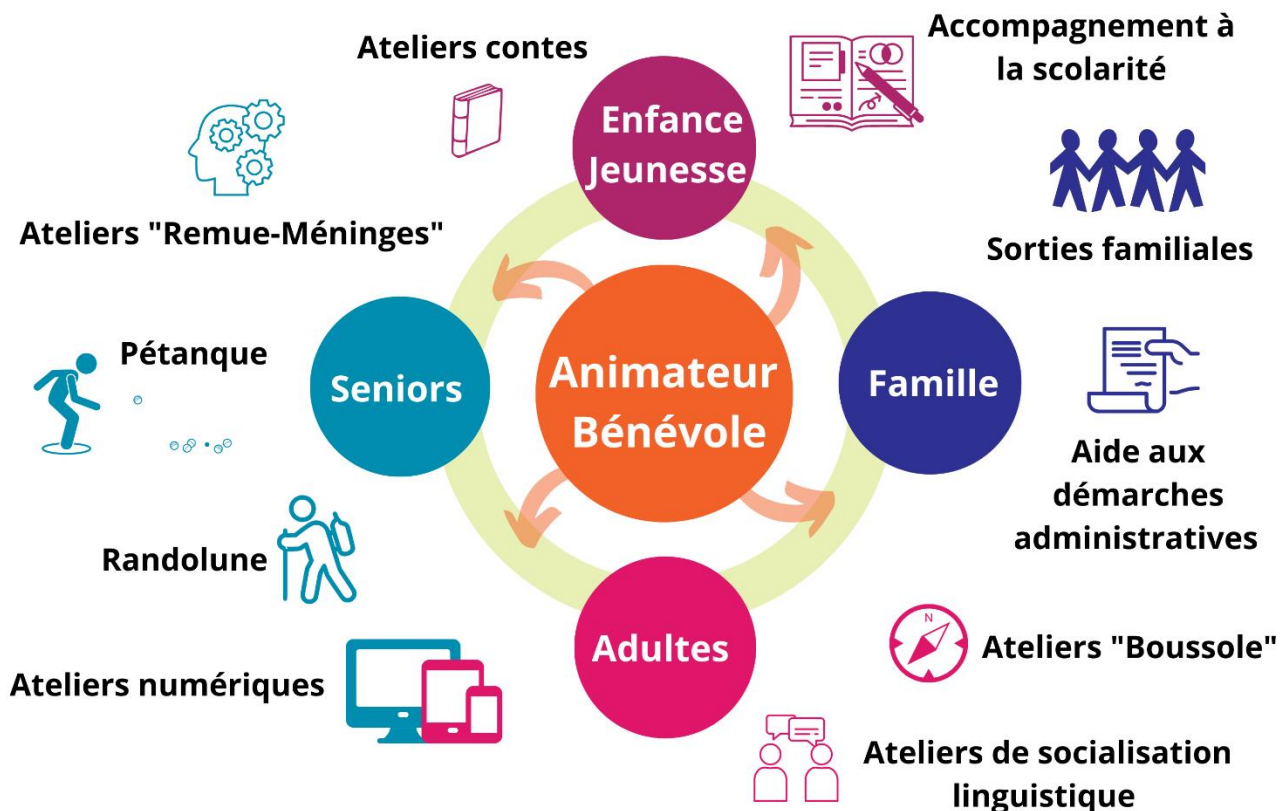 Ateliers contes
Accompagnement à
la scolarité
Enfance
Jeunesse
Ateliers "Remue-Méninges"
Sorties familiales
Pétanque
Seniors
Animateur
Bénévole
Famille
Aide aux
démarches
administratives
Randolune
N
Adultes
Ateliers "Boussole"
Ateliers numériques
Ateliers de socialisation
linguistique